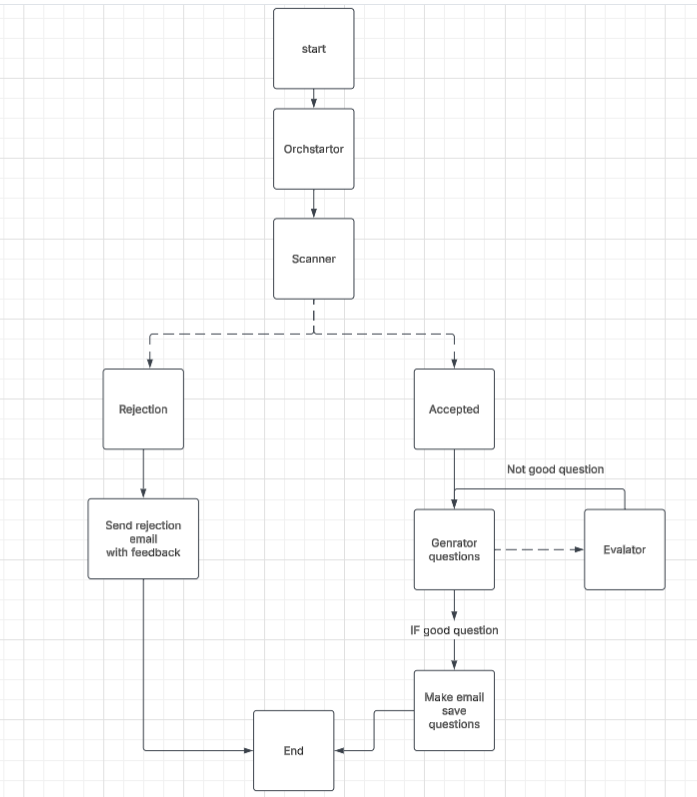 start
Orchstartor
Scanner
Rejection
Accepted
Not good question
Send rejection
email
with feedback
Genrator
questions
Evalator
IF good question
Make email
save
questions
End